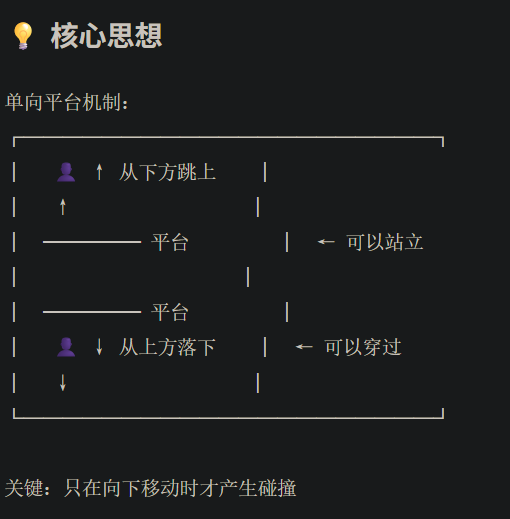 💡 核心思想
单向平台机制：
┌─────────────────────┐
│  👤 ↑ 从下方跳上  │
│  ↑         │
│ ───── 平台     │ ← 可以站立
│           │
│ ───── 平台     │
│  👤 ↓ 从上方落下  │ ← 可以穿过
│  ↓         │
└─────────────────────┘
关键：只在向下移动时才产生碰撞